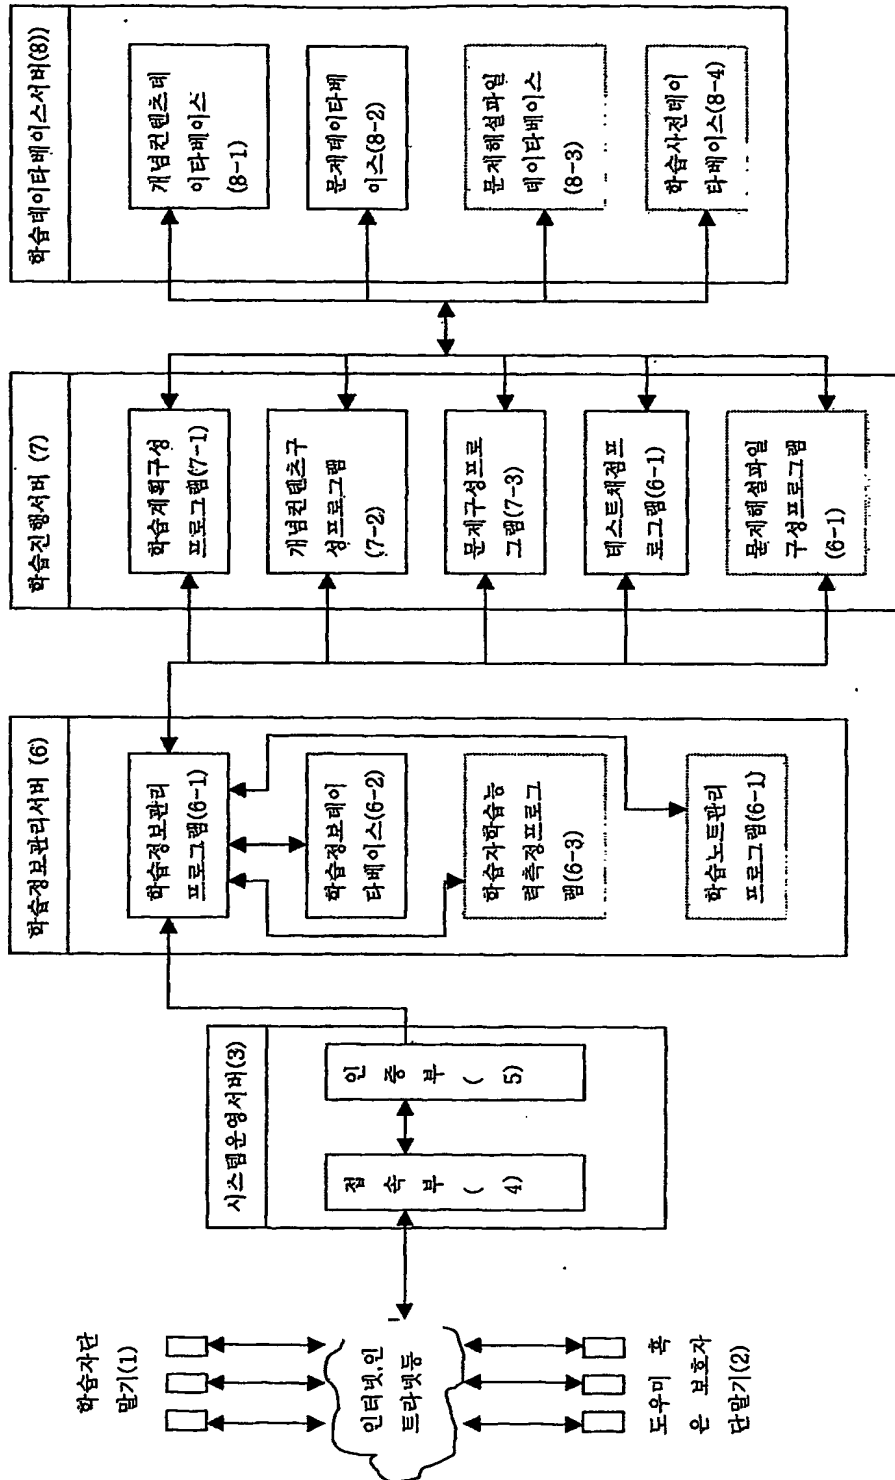 학습자단
말기(1)
인터넷,인
트라넷등
도우미 혹
은 보호자
단말기(2)
시스템운영서버(3)
접
속
부
(
4)
인
증
부
(
5)
학습정보관리서버 (6)
학습정보관리
프로그램(6-1)
학습정보데이
타베이스(6-2)
학습자학습능
력측정프로그
램(6-3)
학습노트관리
프로그램(6-1)
학습진행서버 (7)
학습계획구성
프로그램(7-1)
개념컨텐츠구
성프로그램
(7-2)
문제구성프로
그램(7-3)
테스트채점프
로그램(6-1)
문제해설파일
구성프로그램
(6-1)
학습데이타베이스서버(8))
개념컨텐츠데
이타베이스
(8-1)
문제데이타베
이스(8-2)
문제해설파일
데이타베이스
(8-3)
학습사전데이
타베이스(8-4)